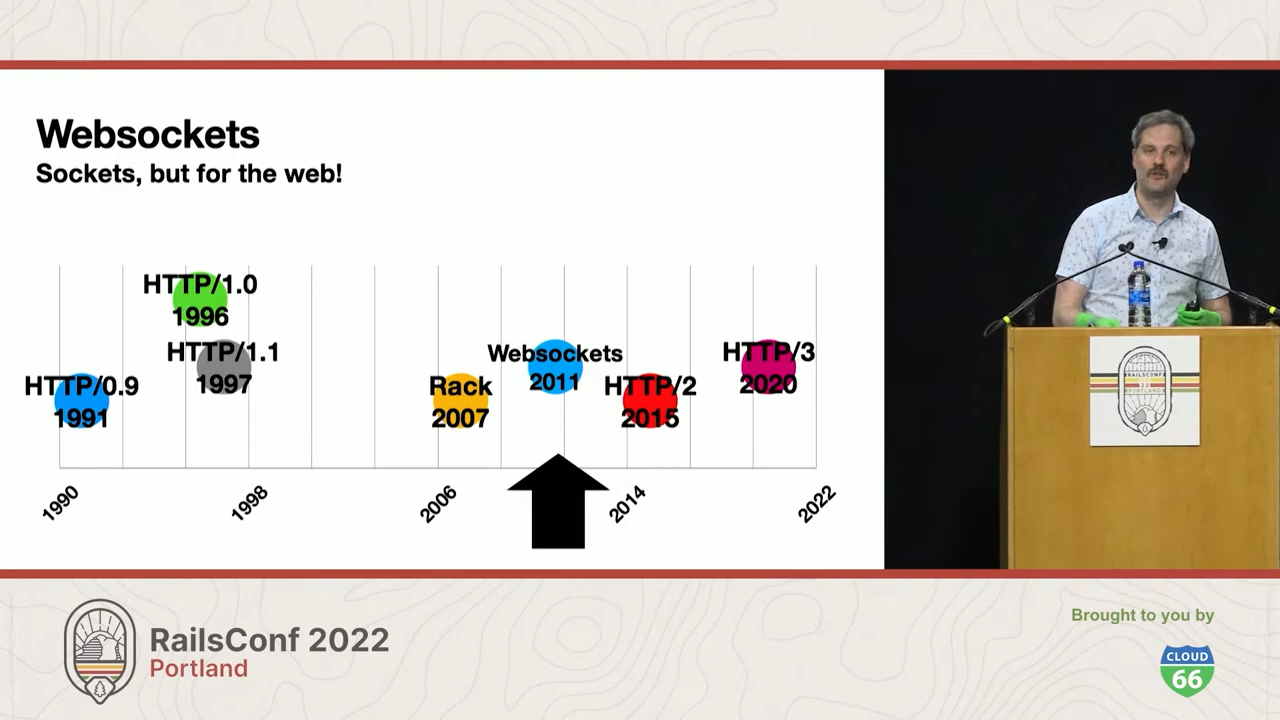 Websockets
Sockets, but for the web!
HTTP/1.0
1996
HTTP/1.1
1997
Websockets
2011
HTTP/3
2020
HTTP/0.9
1991
Rack
2007
HTTP/2
2015
1990
1998
2006
2014
2022
RAILSCONF
PORTLAND
RailsConf 2022
Portland
Brought to you by
CLOUD
66